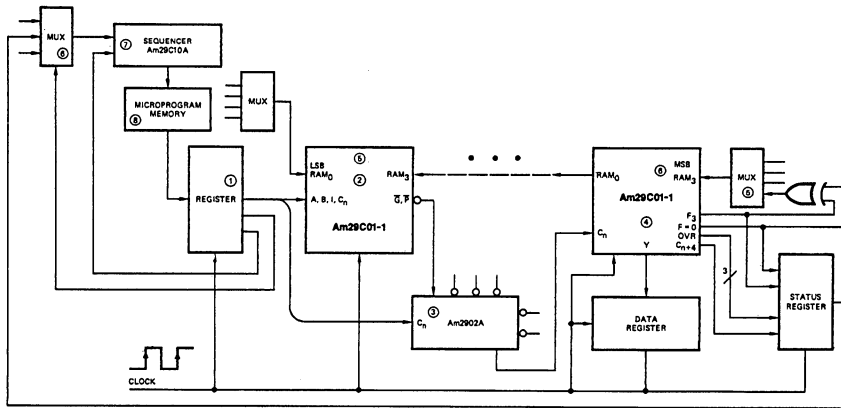 MUX
⑥
⑦
SEQUENCER
Am29C10A
MICROPROGRAM
MEMORY
⑧
MUX
REGISTER
①
LSB
RAM0
⑤
②
RAM3
A, B, I, Cn
G̅, P̅
Am29C01-1
• • •
RAM0
⑥
MSB
RAM3
Am29C01-1
④
Cn
Y
F3
F = 0
OVR
Cn+4
MUX
⑤
3
STATUS
REGISTER
③
Cn
Am2902A
DATA
REGISTER
CLOCK